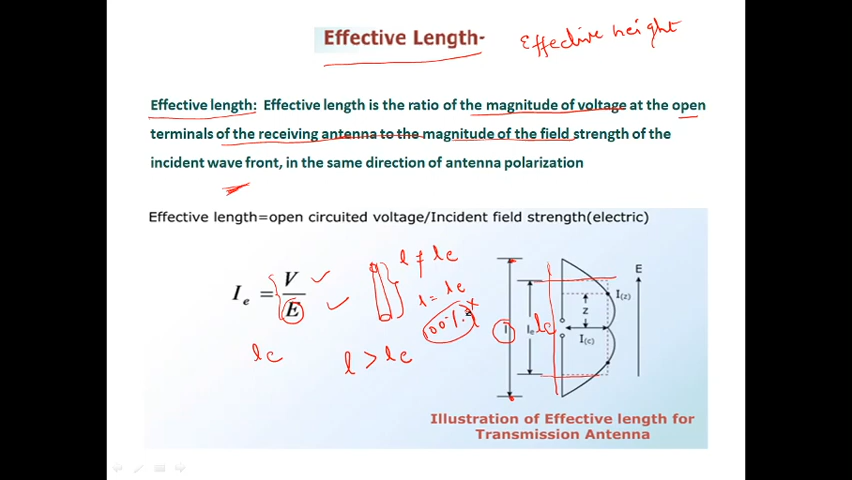 Effective Length-
Effective height
Effective length: Effective length is the ratio of the magnitude of voltage at the open
terminals of the receiving antenna to the magnitude of the field strength of the
incident wave front, in the same direction of antenna polarization
Effective length=open circuited voltage/Incident field strength(electric)
I e = V / E
l ≠ le
l = le
100% x
le
l > le
l
le
le
z
I(z)
I(c)
E
Illustration of Effective length for
Transmission Antenna